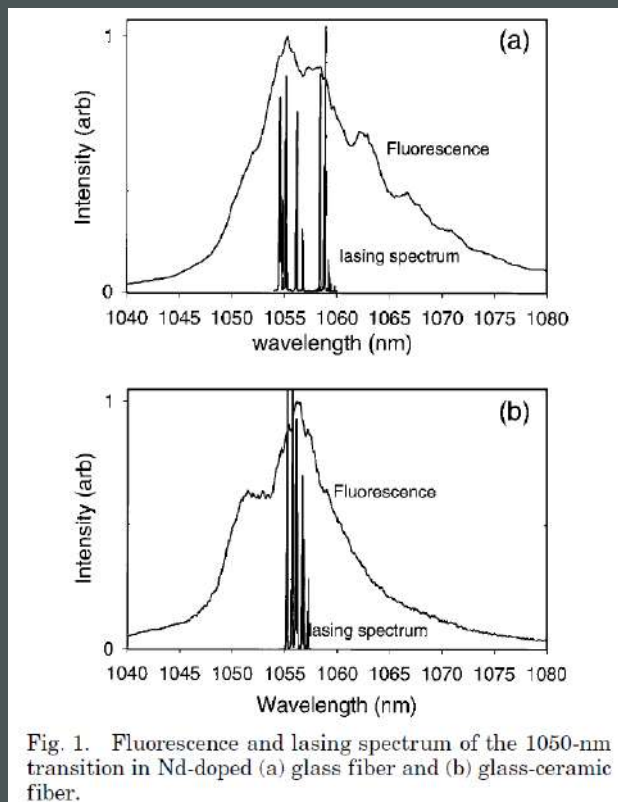 (a)
1
Intensity (arb)
Fluorescence
lasing spectrum
0
1040 1045 1050 1055 1060 1065 1070 1075 1080
wavelength (nm)
(b)
1
Intensity (arb)
Fluorescence
lasing spectrum
0
1040 1045 1050 1055 1060 1065 1070 1075 1080
Wavelength (nm)
Fig. 1. Fluorescence and lasing spectrum of the 1050-nm
transition in Nd-doped (a) glass fiber and (b) glass-ceramic
fiber.